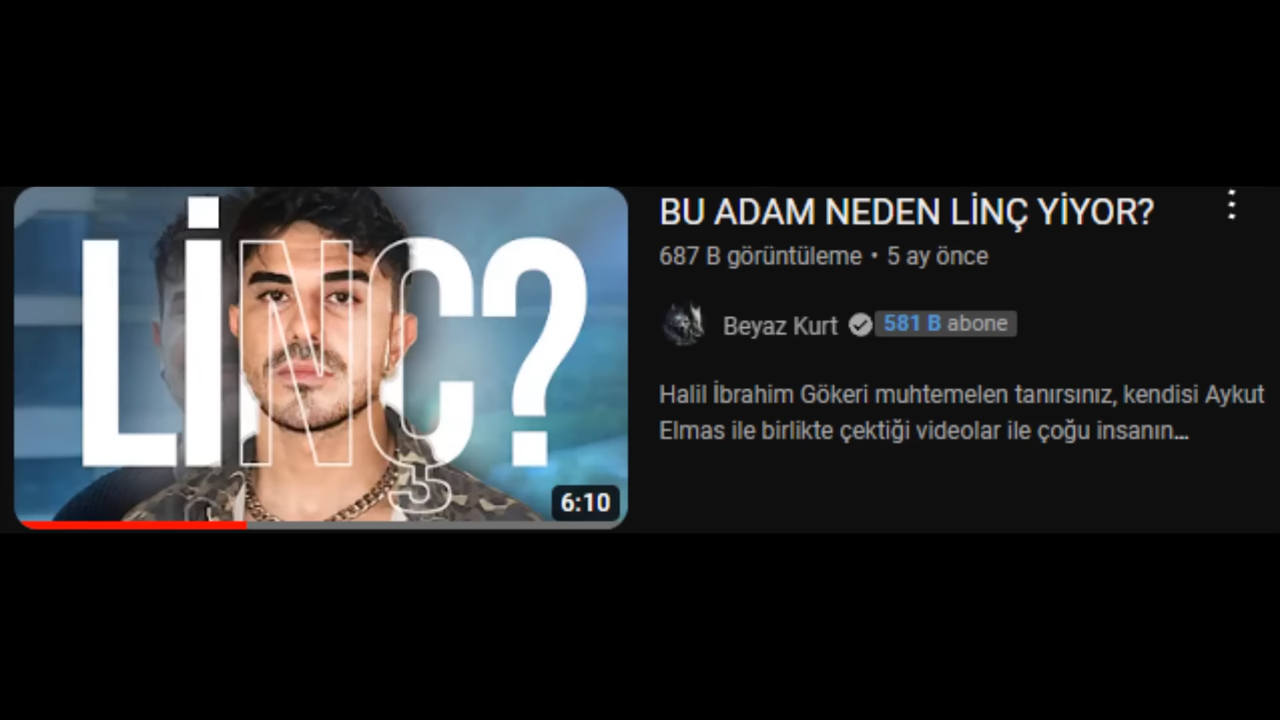 LİNÇ?
6:10
BU ADAM NEDEN LİNÇ YİYOR?
687 B görüntüleme • 5 ay önce
Beyaz Kurt 581 B abone
Halil İbrahim Gökeri muhtemelen tanırsınız, kendisi Aykut
Elmas ile birlikte çektiği videolar ile çoğu insanın...